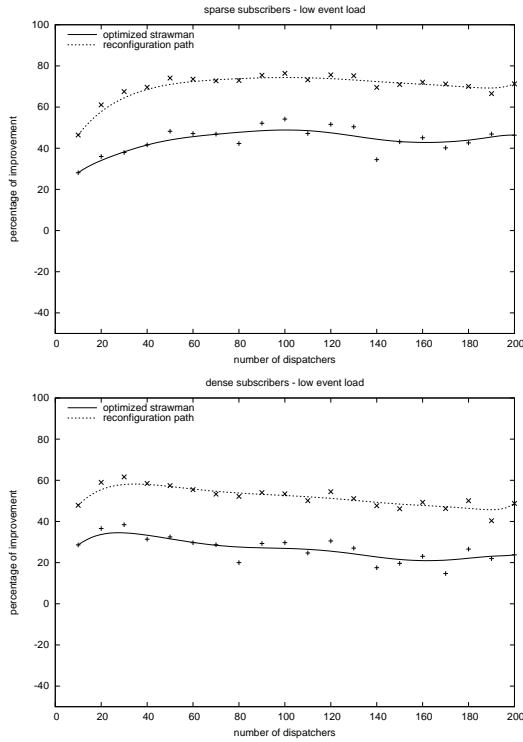 sparse subscribers - low event load
100
80
60
40
20
0
-20
-40
percentage of improvement
optimized strawman
reconfiguration path
0 20 40 60 80 100 120 140 160 180 200
number of dispatchers
dense subscribers - low event load
100
80
60
40
20
0
-20
-40
percentage of improvement
optimized strawman
reconfiguration path
0 20 40 60 80 100 120 140 160 180 200
number of dispatchers